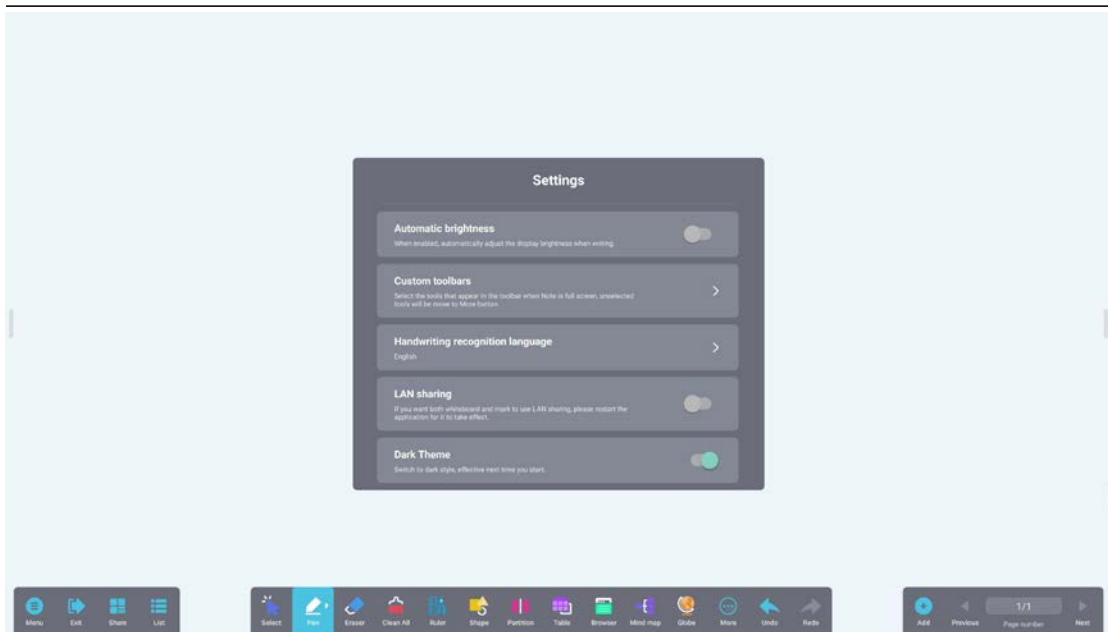 Settings
Automatic brightness
When enabled, automatically adjust the display brightness when writing.
Custom toolbars
Select the tools that appear in the toolbar when Note is full screen, unselected
tools will be move to More button
Handwriting recognition language
English
LAN sharing
If you want both whiteboard and mark to use LAN sharing, please restart the
application for it to take effect.
Dark Theme
Switch to dark style, effective next time you start.
Menu Exit Share List Select Pen Eraser Clean All Ruler Shape Partition Table Browser Mind map Globe More Undo Redo Add Previous 1/1 Page number Next